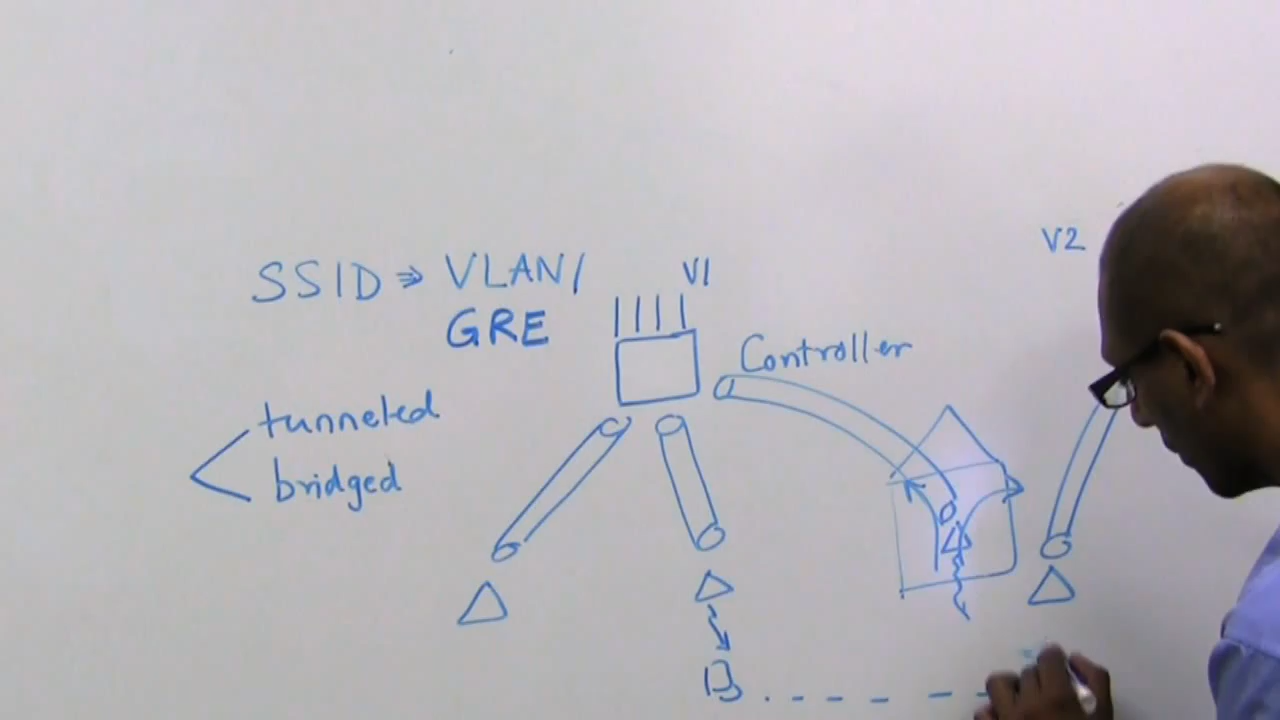 SSID ⇒ VLAN/
GRE
V1
V2
Controller
tunneled
bridged